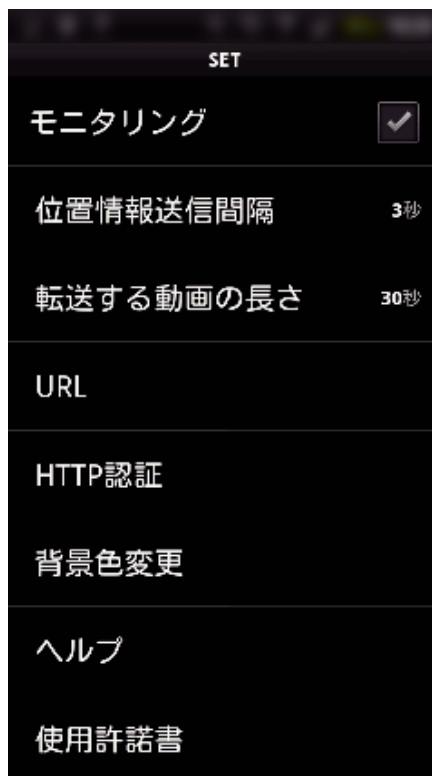 SET
モニタリング
位置情報送信間隔 3秒
転送する動画の長さ 30秒
URL
HTTP認証
背景色変更
ヘルプ
使用許諾書